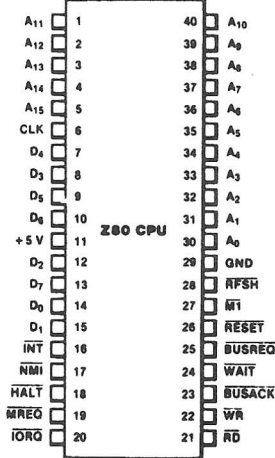 A11 1 40 A10
A12 2 39 A9
A13 3 38 A8
A14 4 37 A7
A15 5 36 A6
CLK 6 35 A5
D4 7 34 A4
D3 8 33 A3
D5 9 32 A2
D6 10 31 A1
+5 V 11 Z80 CPU 30 A0
D2 12 29 GND
D7 13 28 RFSH
D0 14 27 M1
D1 15 26 RESET
INT 16 25 BUSREQ
NMI 17 24 WAIT
HALT 18 23 BUSACK
MREQ 19 22 WR
IORQ 20 21 RD